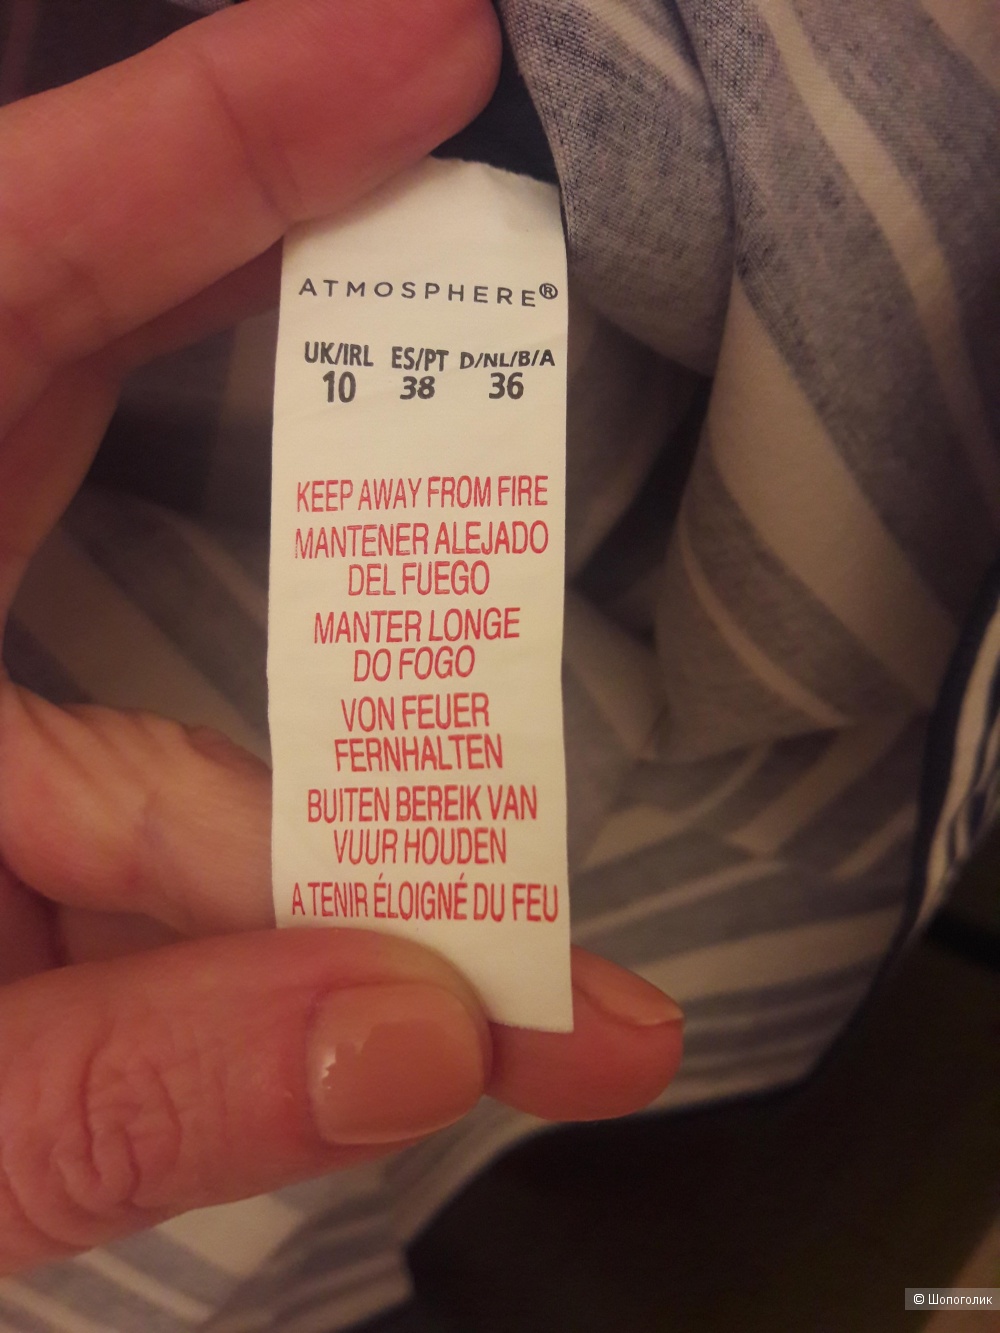 ATMOSPHERE®
UK/IRL ES/PT D/NL/B/A
10 38 36
KEEP AWAY FROM FIRE
MANTENER ALEJADO
DEL FUEGO
MANTER LONGE
DO FOGO
VON FEUER
FERNHALTEN
BUITEN BEREIK VAN
VUUR HOUDEN
A TENIR ÉLOIGNÉ DU FEU
© Шопоголик